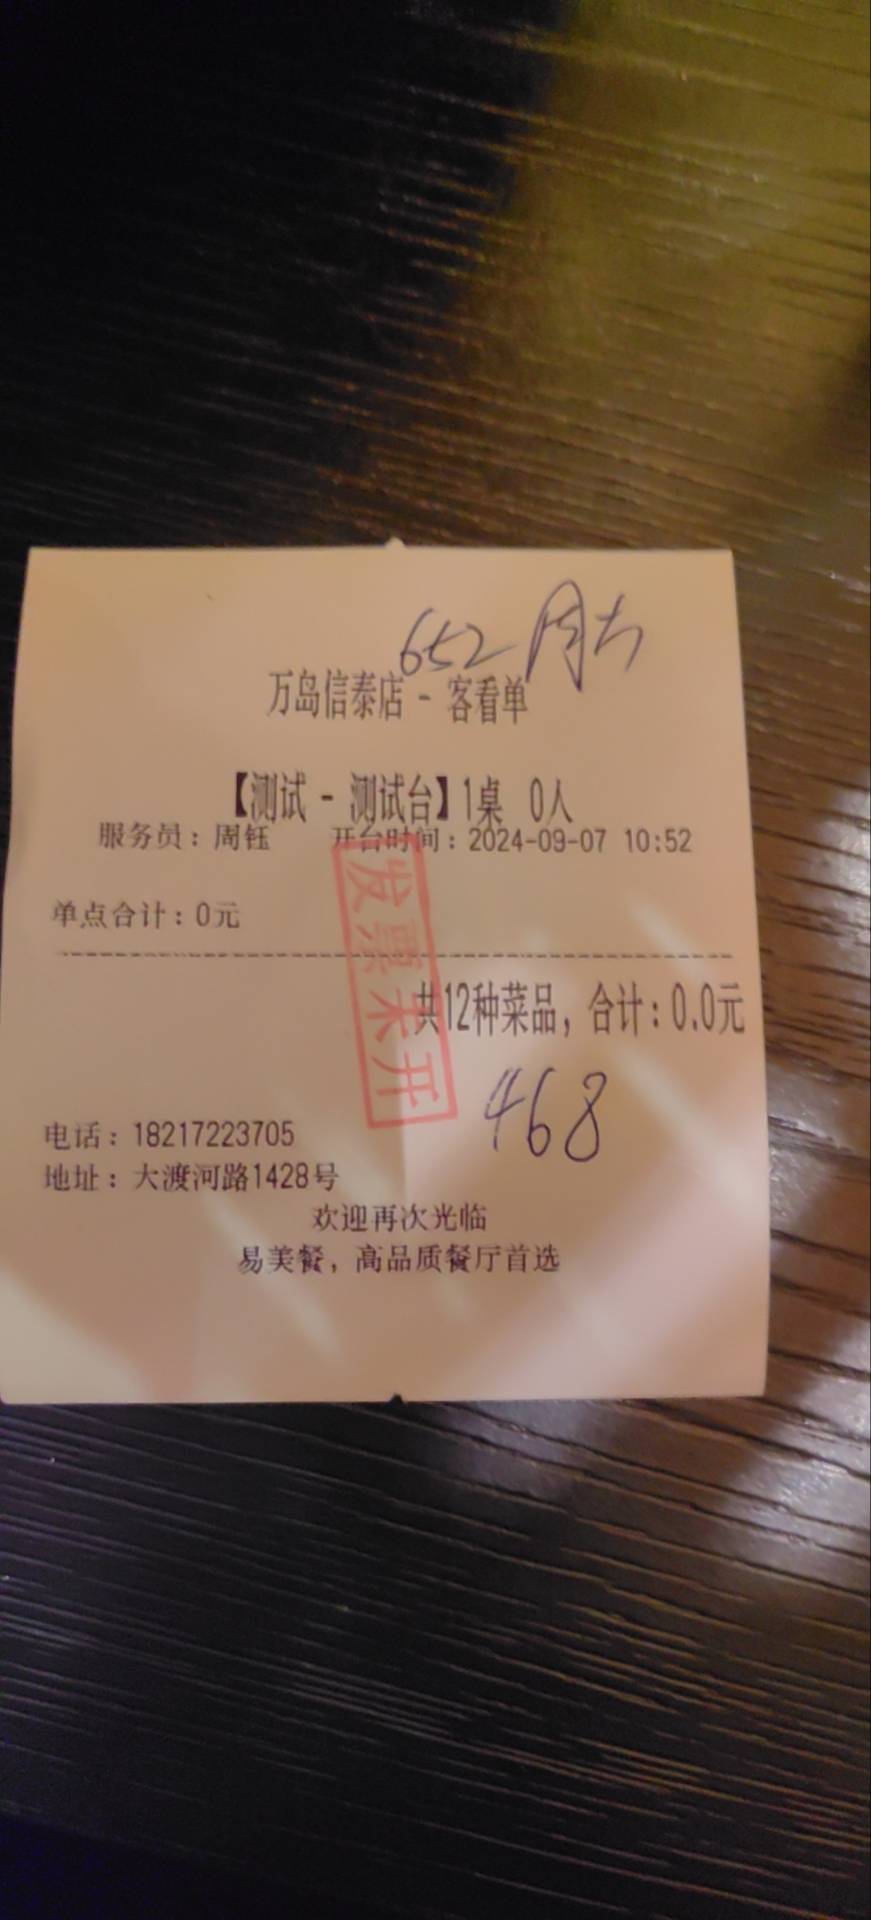 652
万岛信泰店 - 客看单
【测试 - 测试台】1桌 0人
服务员：周钰 开台时间：2024-09-07 10:52
单点合计：0元
发票未开
共12种菜品，合计：0.0元
468
电话：18217223705
地址：大渡河路1428号
欢迎再次光临
易美餐，高品质餐厅首选